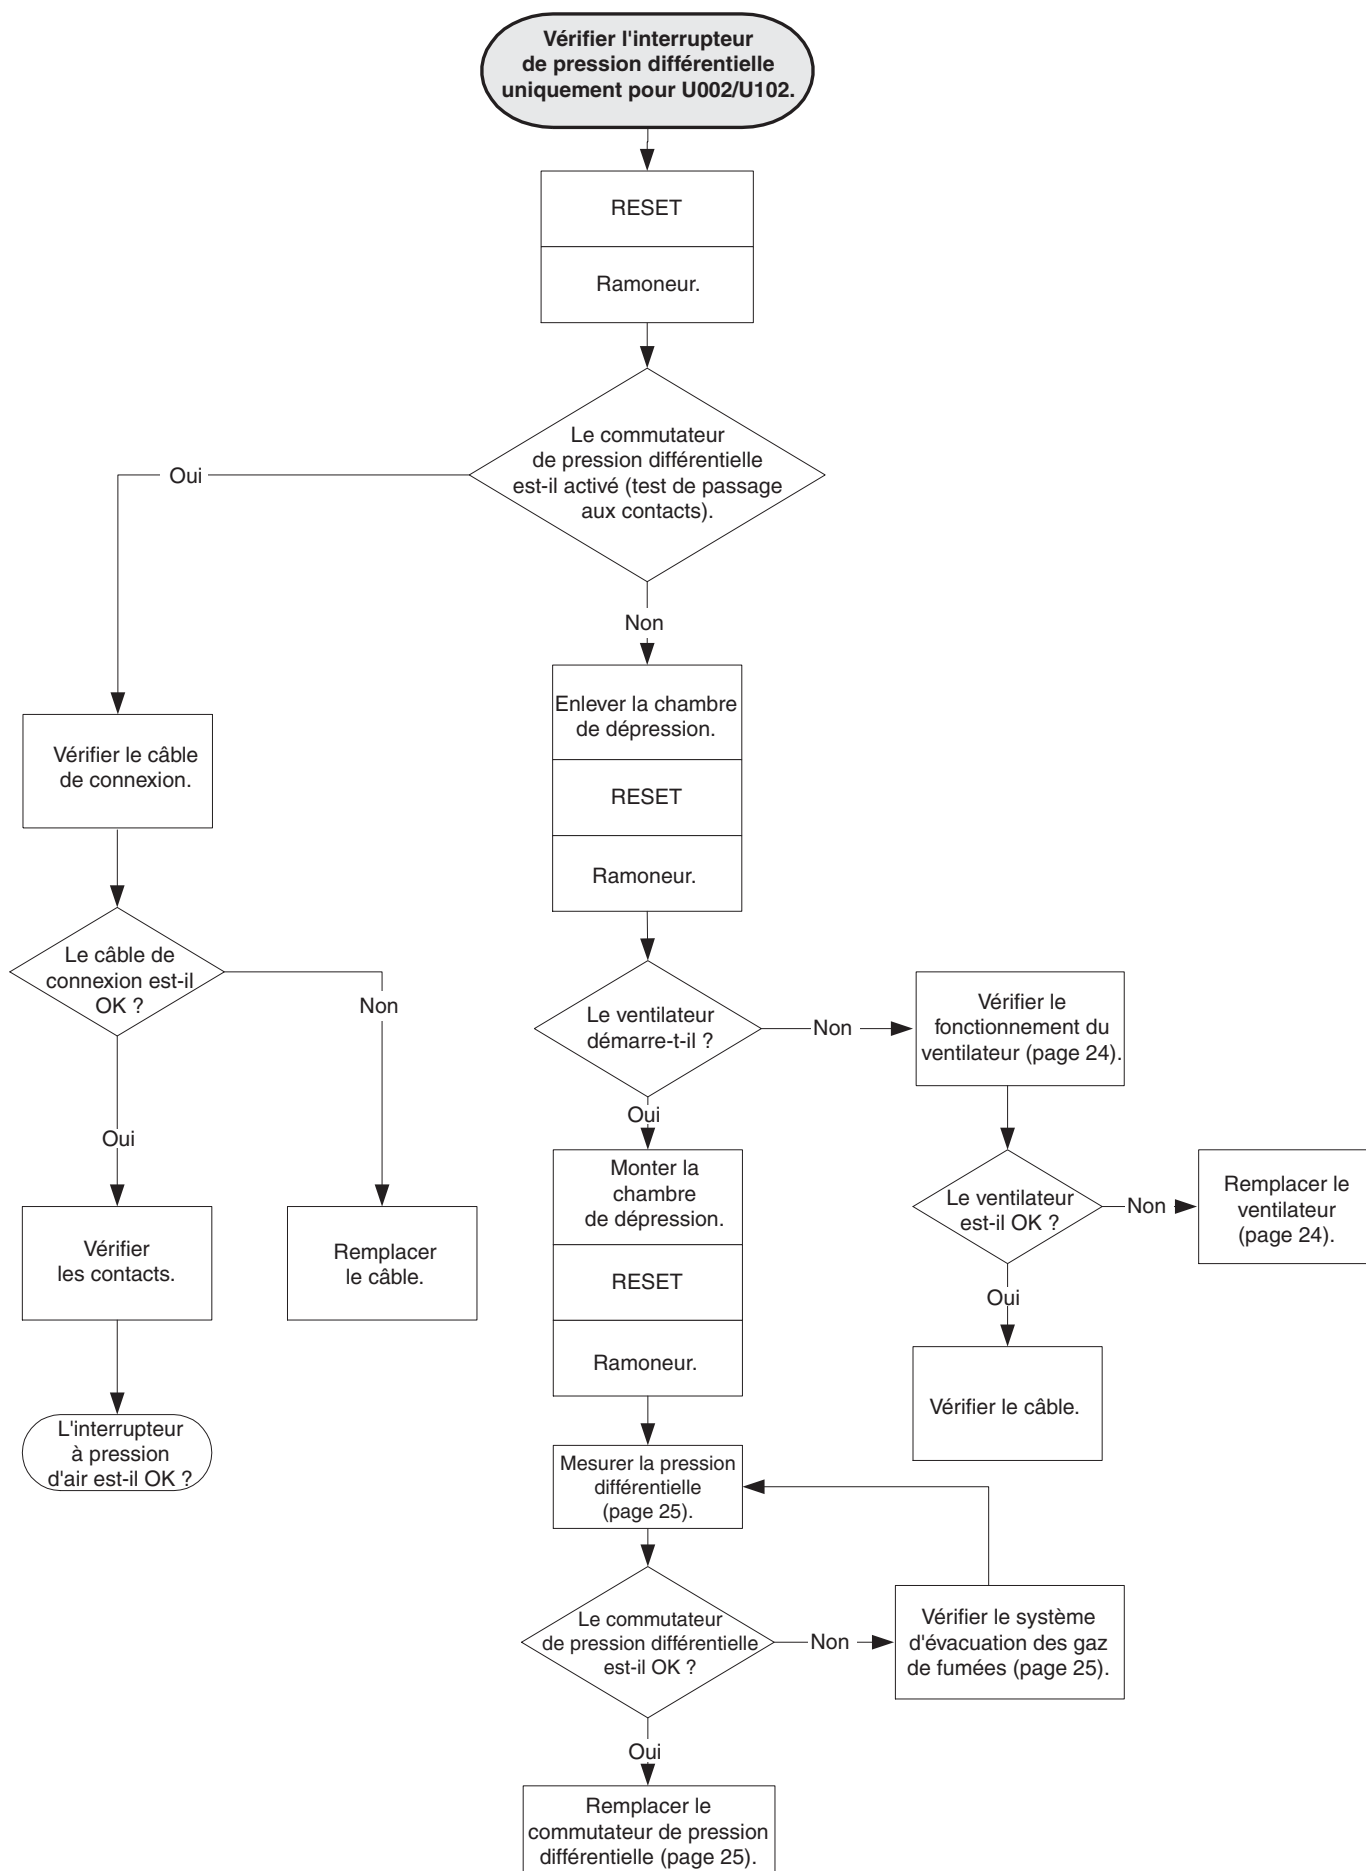 Vérifier l'interrupteur
de pression différentielle
uniquement pour U002/U102.
RESET
Ramoneur.
Le commutateur
de pression différentielle
est-il activé (test de passage
aux contacts).
Oui
Non
Vérifier le câble
de connexion.
Enlever la chambre
de dépression.
RESET
Ramoneur.
Le câble de
connexion est-il
OK ?
Non
Oui
Le ventilateur
démarre-t-il ?
Non
Vérifier le
fonctionnement du
ventilateur (page 24).
Oui
Vérifier
les contacts.
Remplacer
le câble.
Monter la
chambre
de dépression.
RESET
Ramoneur.
Le ventilateur
est-il OK ?
Non
Remplacer le
ventilateur
(page 24).
Oui
Vérifier le câble.
L'interrupteur
à pression
d'air est-il OK ?
Mesurer la pression
différentielle
(page 25).
Le commutateur
de pression différentielle
est-il OK ?
Non
Vérifier le système
d'évacuation des gaz
de fumées (page 25).
Oui
Remplacer le
commutateur de pression
différentielle (page 25).